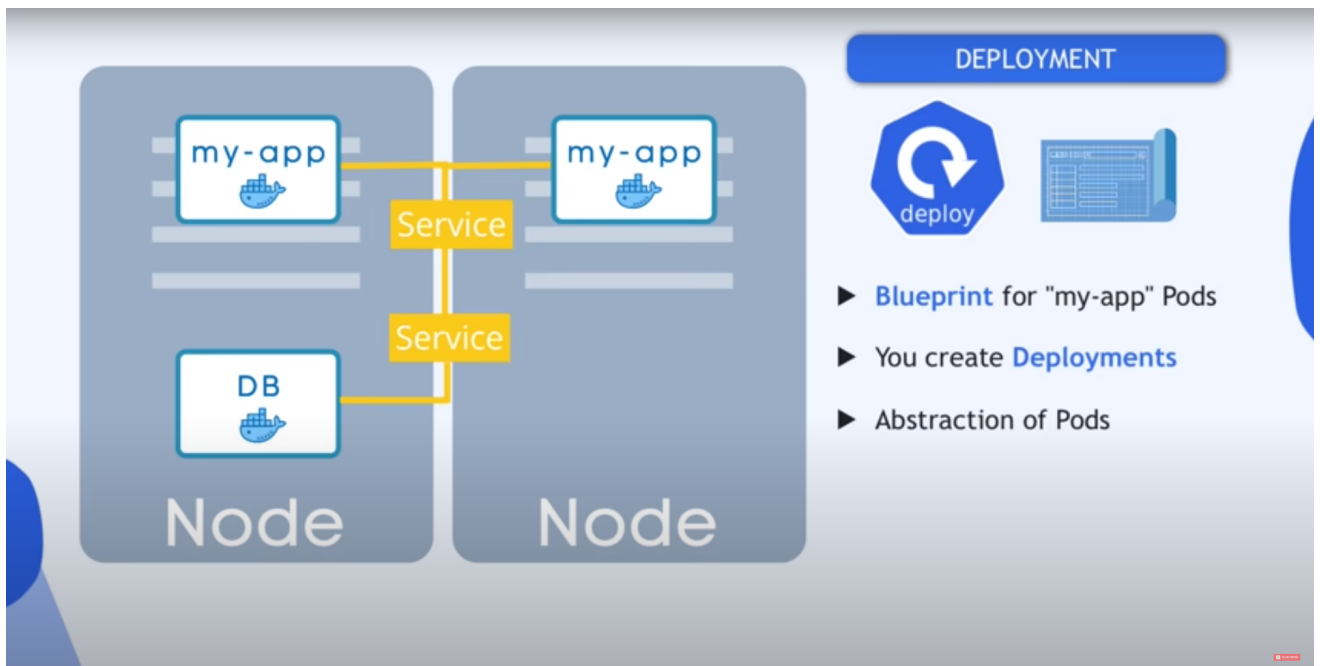 DEPLOYMENT
my-app
my-app
Service
deploy
Blueprint for "my-app" Pods
Service
You create Deployments
DB
Abstraction of Pods
Node
Node